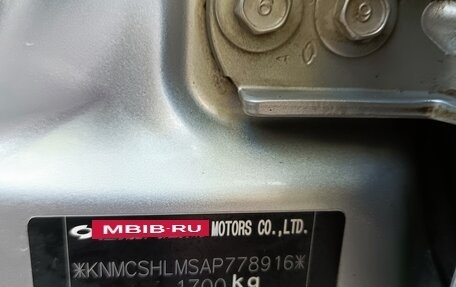 MBIB-RU MOTORS CO.,LTD.
*KNMCSHLMSAP778916*
1700 kg